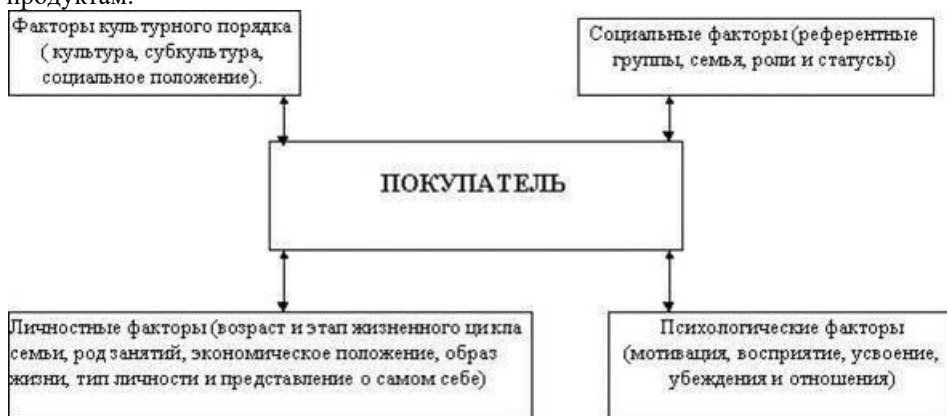 продуктам.
Факторы культурного порядка
( культура, субкультура,
социальное положение).
Социальные факторы (референтные
группы, семья, роли и статусы)
ПОКУПАТЕЛЬ
Личностные факторы (возраст и этап жизненного цикла
семьи, род занятий, экономическое положение, образ
жизни, тип личности и представление о самом себе)
Психологические факторы
(мотивация, восприятие, усвоение,
убеждения и отношения)